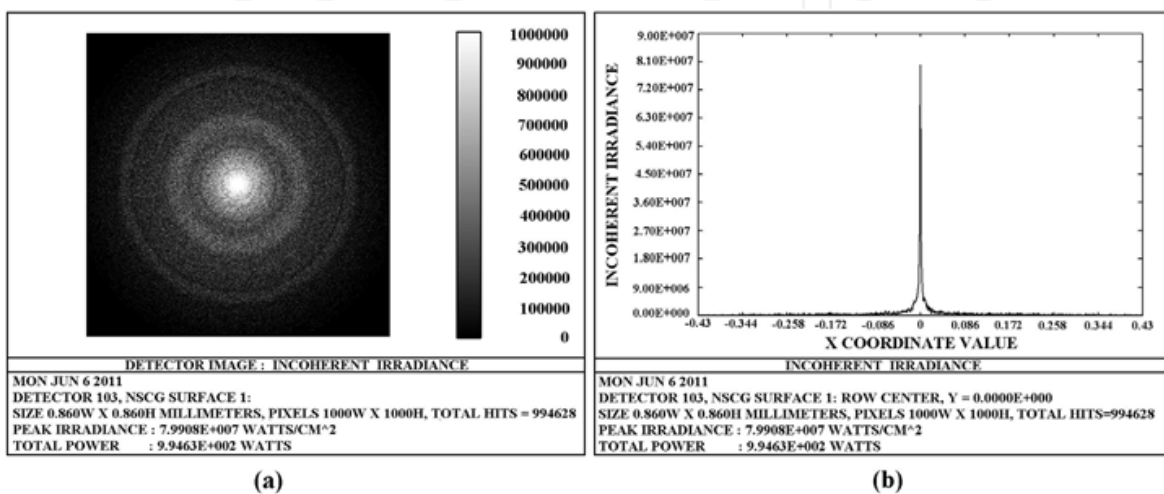 1000000
900000
800000
700000
600000
500000
400000
300000
200000
100000
0
DETECTOR IMAGE : INCOHERENT IRRADIANCE
MON JUN 6 2011
DETECTOR 103, NSCG SURFACE 1:
SIZE 0.860W X 0.860H MILLIMETERS, PIXELS 1000W X 1000H, TOTAL HITS = 994628
PEAK IRRADIANCE : 7.9908E+007 WATTS/CM^2
TOTAL POWER : 9.9463E+002 WATTS
(a)
INCOHERENT IRRADIANCE
9.00E+007
8.10E+007
7.20E+007
6.30E+007
5.40E+007
4.50E+007
3.60E+007
2.70E+007
1.80E+007
9.00E+006
0.00E+000
-0.43 -0.344 -0.258 -0.172 -0.086 0 0.086 0.172 0.258 0.344 0.43
X COORDINATE VALUE
INCOHERENT IRRADIANCE
MON JUN 6 2011
DETECTOR 103, NSCG SURFACE 1: ROW CENTER, Y = 0.0000E+000
SIZE 0.860W X 0.860H MILLIMETERS, PIXELS 1000W X 1000H, TOTAL HITS=994628
PEAK IRRADIANCE : 7.9908E+007 WATTS/CM^2
TOTAL POWER : 9.9463E+002 WATTS
(b)